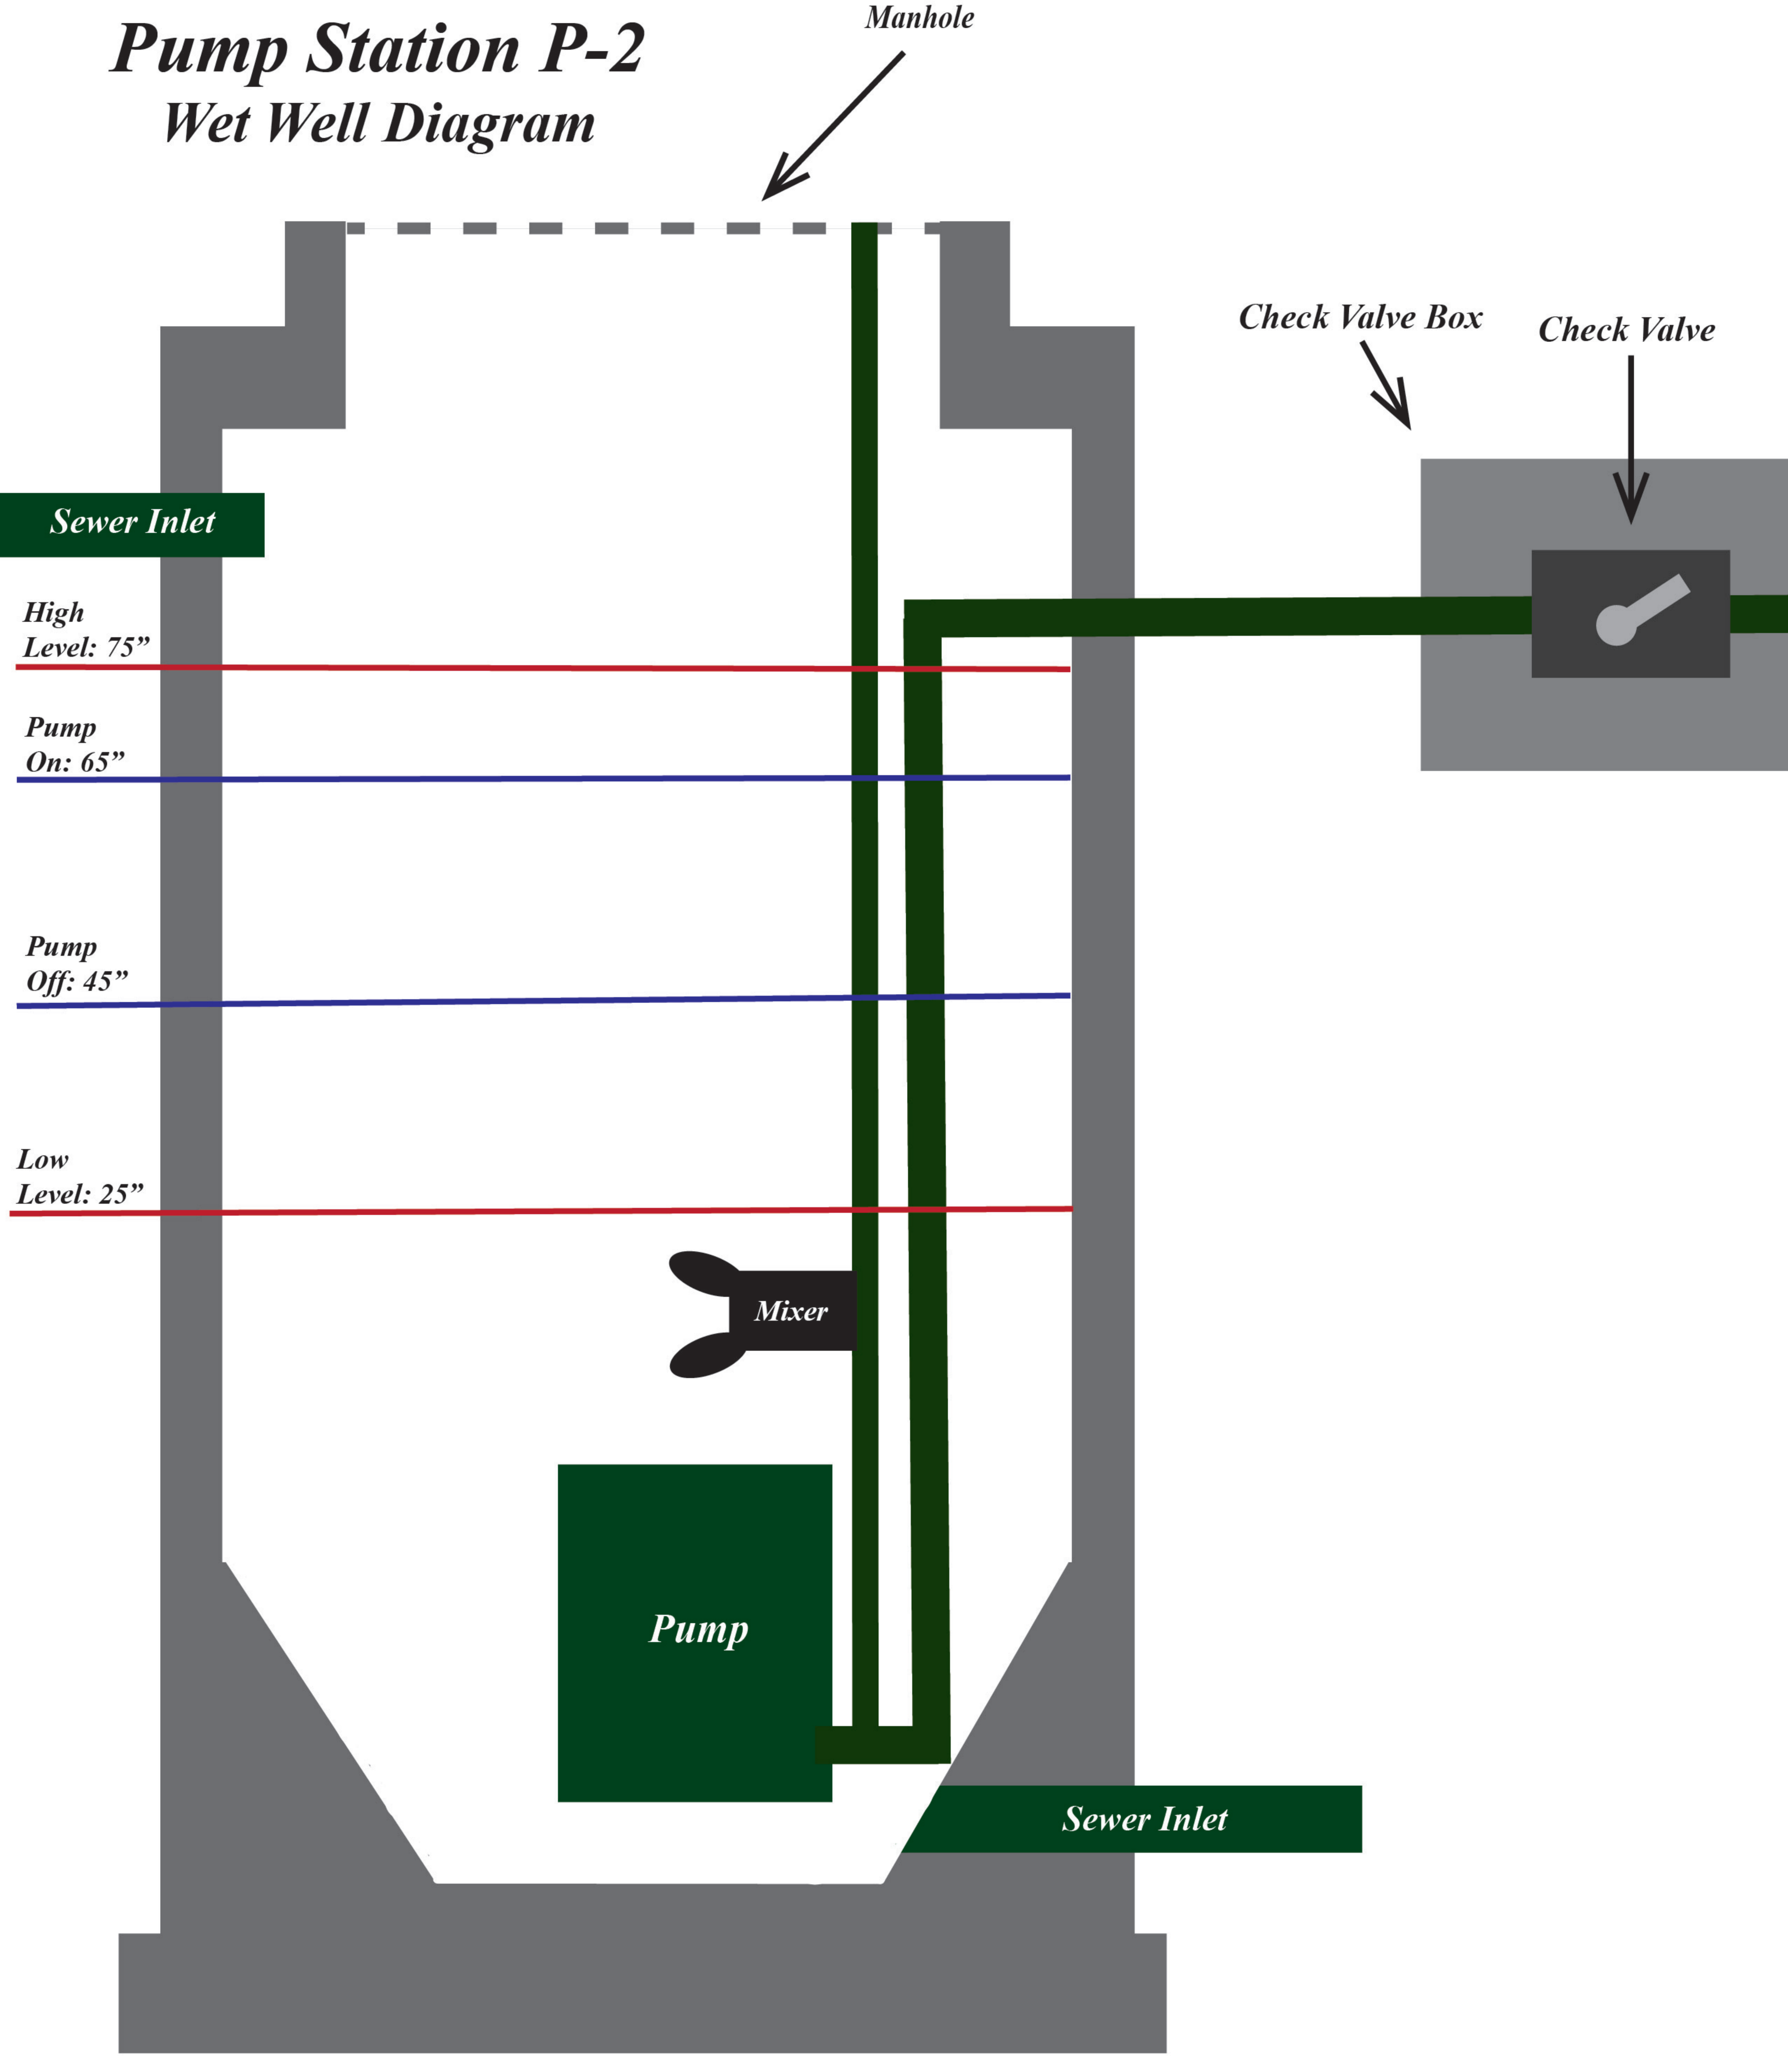 Manhole
Pump Station P-2
Wet Well Diagram
Check Valve Box
Check Valve
Sewer Inlet
High
Level: 75”
Pump
On: 65”
Pump
Off: 45”
Low
Level: 25”
Mixer
Pump
Sewer Inlet